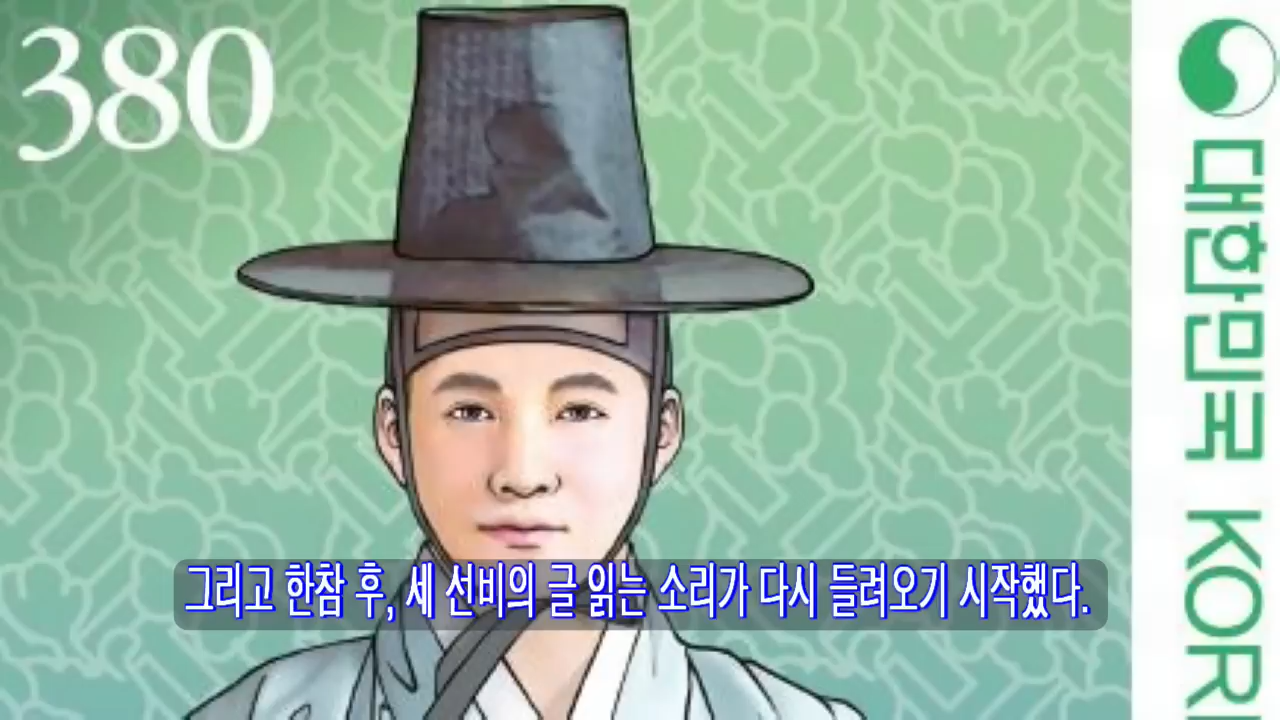 380
대한민국 KOR
그리고 한참 후, 세 선비의 글 읽는 소리가 다시 들려오기 시작했다.